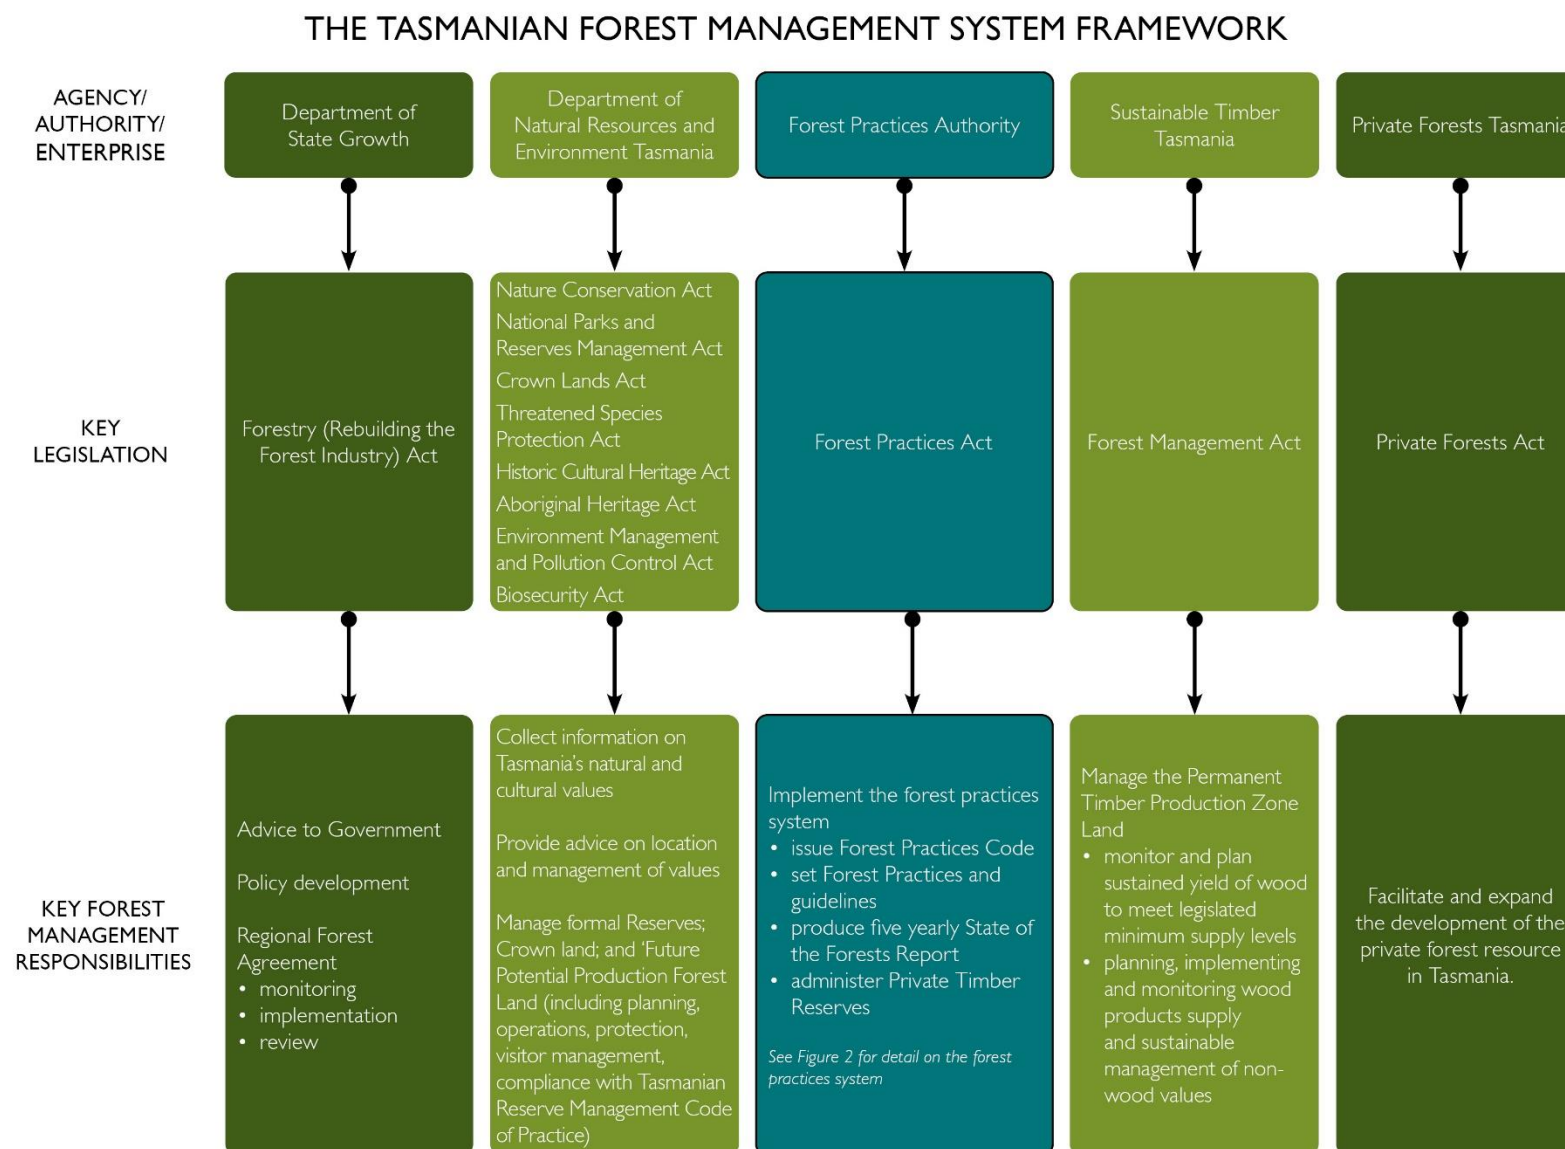 THE TASMANIAN FOREST MANAGEMENT SYSTEM FRAMEWORK
AGENCY/
AUTHORITY/
ENTERPRISE
Department of
State Growth
Department of
Natural Resources and
Environment Tasmania
Forest Practices Authority
Sustainable Timber
Tasmania
Private Forests Tasmania
KEY
LEGISLATION
Forestry (Rebuilding the
Forest Industry) Act
Nature Conservation Act
National Parks and
Reserves Management Act
Crown Lands Act
Threatened Species
Protection Act
Historic Cultural Heritage Act
Aboriginal Heritage Act
Environment Management
and Pollution Control Act
Biosecurity Act
Forest Practices Act
Forest Management Act
Private Forests Act
KEY FOREST
MANAGEMENT
RESPONSIBILITIES
Advice to Government
Policy development
Regional Forest
Agreement
• monitoring
• implementation
• review
Collect information on
Tasmania's natural and
cultural values
Provide advice on location
and management of values
Manage formal Reserves;
Crown land; and 'Future
Potential Production Forest
Land (including planning,
operations, protection,
visitor management,
compliance with Tasmanian
Reserve Management Code
of Practice)
Implement the forest practices
system
• issue Forest Practices Code
• set Forest Practices and
guidelines
• produce five yearly State of
the Forests Report
• administer Private Timber
Reserves
See Figure 2 for detail on the forest
practices system
Manage the Permanent
Timber Production Zone
Land
• monitor and plan
sustained yield of wood
to meet legislated
minimum supply levels
• planning, implementing
and monitoring wood
products supply
and sustainable
management of non-
wood values
Facilitate and expand
the development of the
private forest resource
in Tasmania.